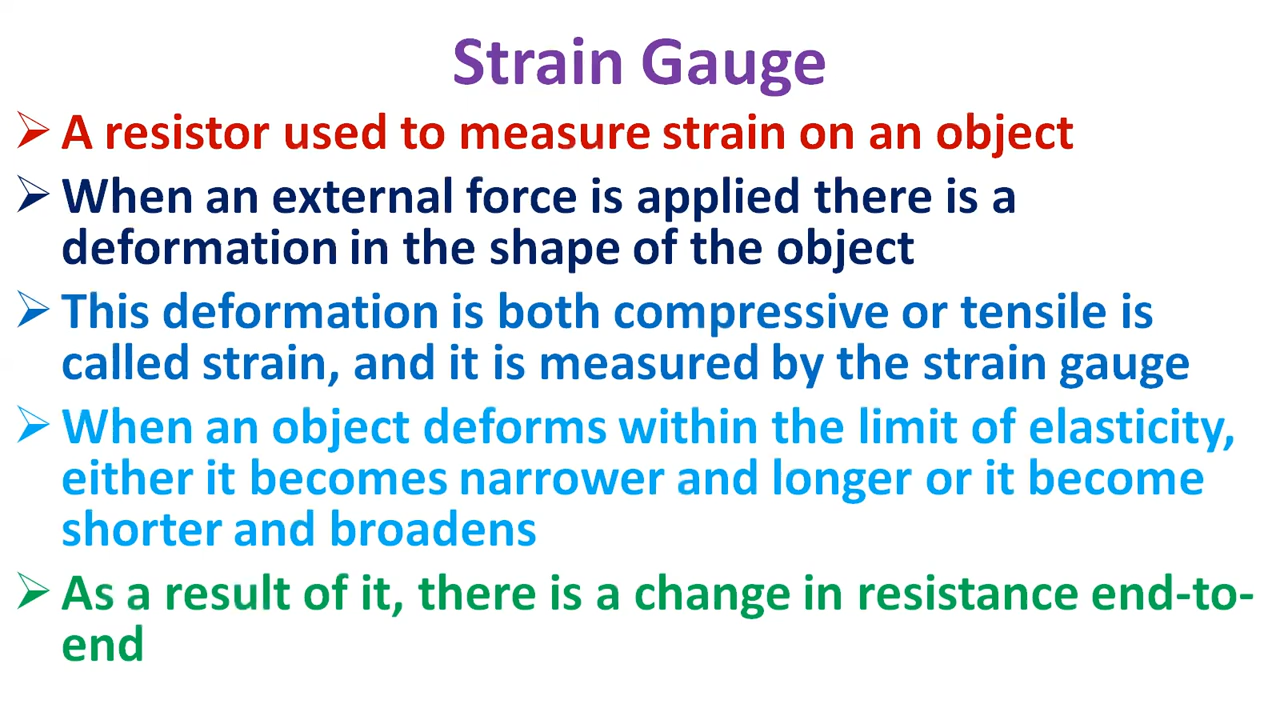 Strain Gauge
➢ A resistor used to measure strain on an object
➢ When an external force is applied there is a
deformation in the shape of the object
➢ This deformation is both compressive or tensile is
called strain, and it is measured by the strain gauge
➢ When an object deforms within the limit of elasticity,
either it becomes narrower and longer or it become
shorter and broadens
➢ As a result of it, there is a change in resistance end-to-
end